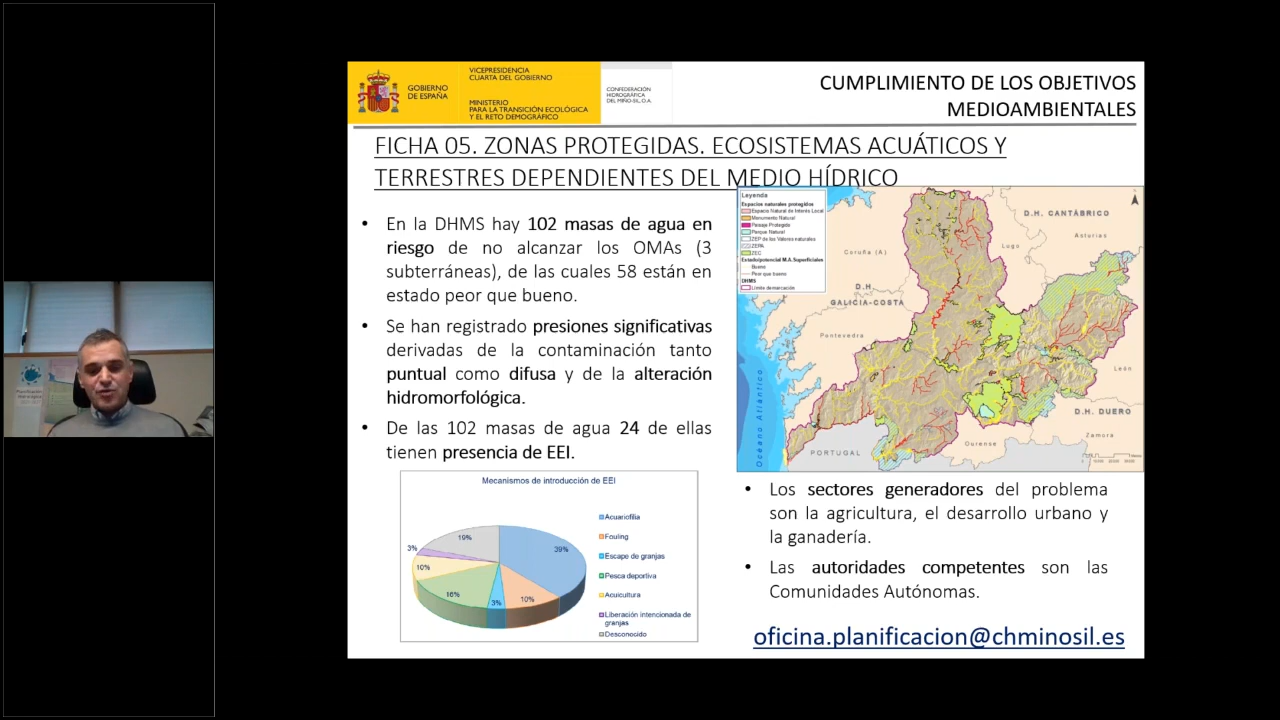 GOBIERNO
DE ESPAÑA
VICEPRESIDENCIA
CUARTA DEL GOBIERNO
MINISTERIO
PARA LA TRANSICIÓN ECOLÓGICA
Y EL RETO DEMOGRÁFICO
CONFEDERACIÓN
HIDROGRÁFICA
DEL MIÑO-SIL, O.A.
CUMPLIMIENTO DE LOS OBJETIVOS
MEDIOAMBIENTALES
FICHA 05. ZONAS PROTEGIDAS. ECOSISTEMAS ACUÁTICOS Y
TERRESTRES DEPENDIENTES DEL MEDIO HÍDRICO
• En la DHMS hay 102 masas de agua en
riesgo de no alcanzar los OMAs (3
subterráneas), de las cuales 58 están en
estado peor que bueno.
• Se han registrado presiones significativas
derivadas de la contaminación tanto
puntual como difusa y de la alteración
hidromorfológica.
• De las 102 masas de agua 24 de ellas
tienen presencia de EEI.
Mecanismos de introducción de EEI
39%
10%
3%
16%
10%
3%
19%
Acuariofilia
Fouling
Escape de granjas
Pesca deportiva
Acuicultura
Liberación intencionada de
granjas
Desconocido
Leyenda
Espacios naturales protegidos
Espacio Natural de Interés Local
Monumento Natural
Paisaje Protegido
Parque Natural
ZEP de los Valores naturales
ZEPA
ZEC
Estado/potencial M.A.Superficiales
Bueno
Peor que bueno
DHMS
Límite demarcación
D.H. CANTÁBRICO
Asturias
Lugo
Coruña (A)
D.H.
GALICIA-COSTA
Pontevedra
León
D.H. DUERO
Zamora
Ourense
PORTUGAL
Océano Atlántico
• Los sectores generadores del problema
son la agricultura, el desarrollo urbano y
la ganadería.
• Las autoridades competentes son las
Comunidades Autónomas.
oficina.planificacion@chminosil.es